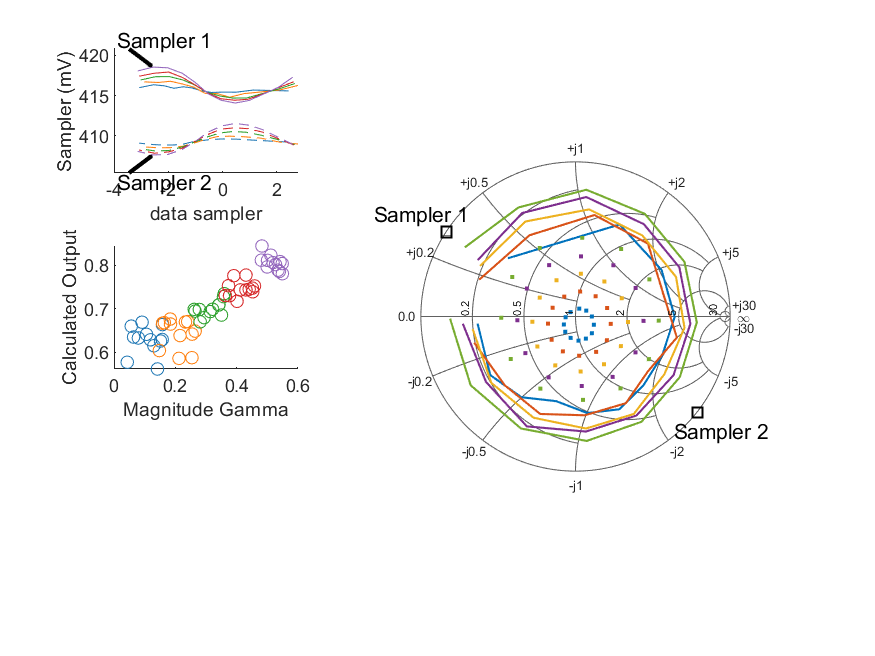 Sampler 1
420
415
410
Sampler (mV)
Sampler 2
-4
-2
0
2
data sampler
Calculated Output
0.8
0.7
0.6
0
0.2
0.4
0.6
Magnitude Gamma
+j1
+j0.5
+j2
Sampler 1
+j0.2
+j5
0.0
0.2
0.5
1
2
5
30
+j30
∞
-j30
-j0.2
-j5
Sampler 2
-j0.5
-j2
-j1